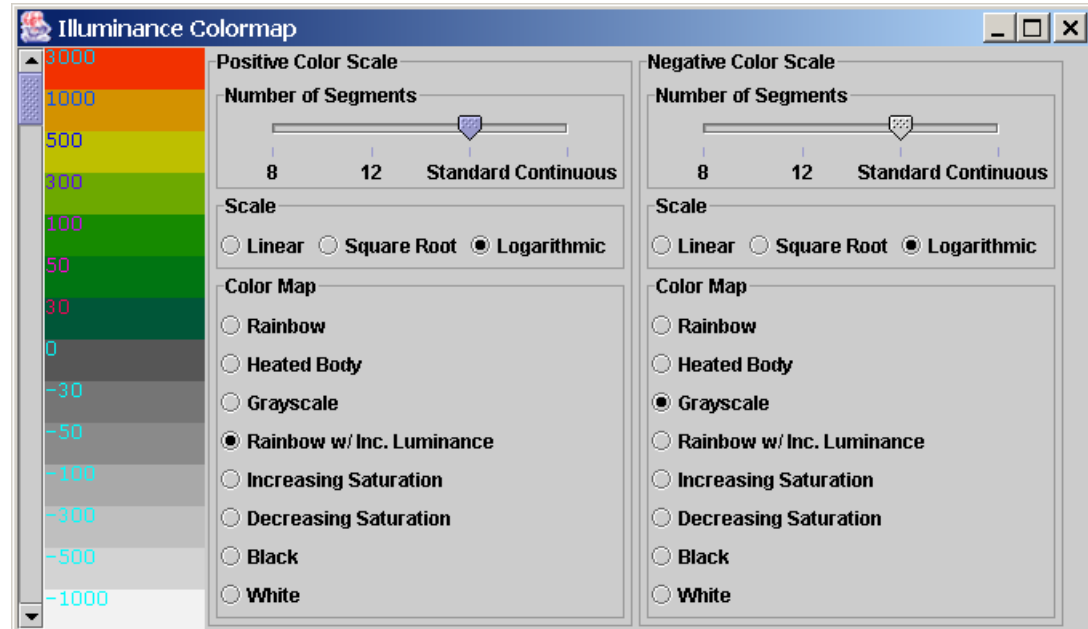 Illuminance Colormap
3000
1000
500
300
100
50
30
0
-30
-50
-100
-300
-500
-1000
Positive Color Scale
Number of Segments
8 12 Standard Continuous
Scale
Linear Square Root Logarithmic
Color Map
Rainbow
Heated Body
Grayscale
Rainbow w/ Inc. Luminance
Increasing Saturation
Decreasing Saturation
Black
White
Negative Color Scale
Number of Segments
8 12 Standard Continuous
Scale
Linear Square Root Logarithmic
Color Map
Rainbow
Heated Body
Grayscale
Rainbow w/ Inc. Luminance
Increasing Saturation
Decreasing Saturation
Black
White